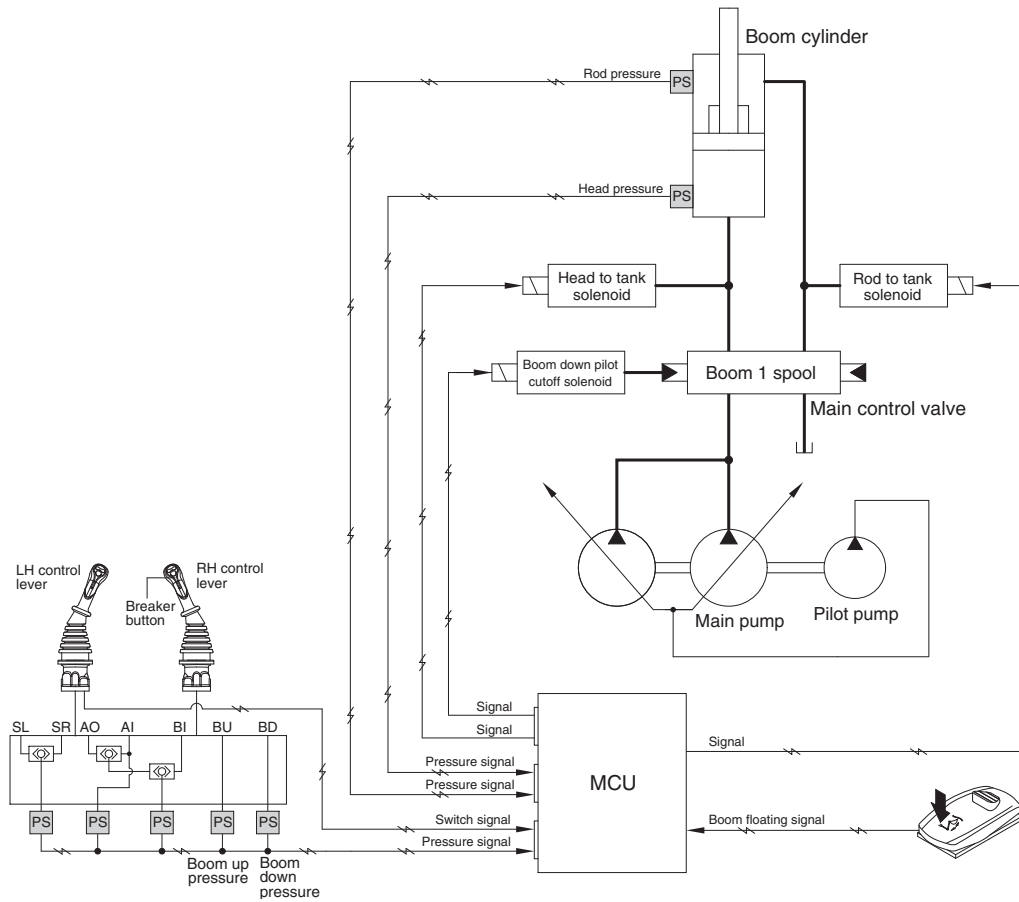 Boom cylinder
Rod pressure
PS
Head pressure
PS
Head to tank
solenoid
Rod to tank
solenoid
Boom down pilot
cutoff solenoid
Boom 1 spool
Main control valve
LH control
lever
RH control
lever
Breaker
button
Main pump
Pilot pump
SL
SR
AO
AI
BI
BU
BD
Signal
Signal
Signal
Pressure signal
Pressure signal
MCU
PS
PS
PS
PS
PS
Switch signal
Boom floating signal
Pressure signal
Boom up
pressure
Boom
down
pressure